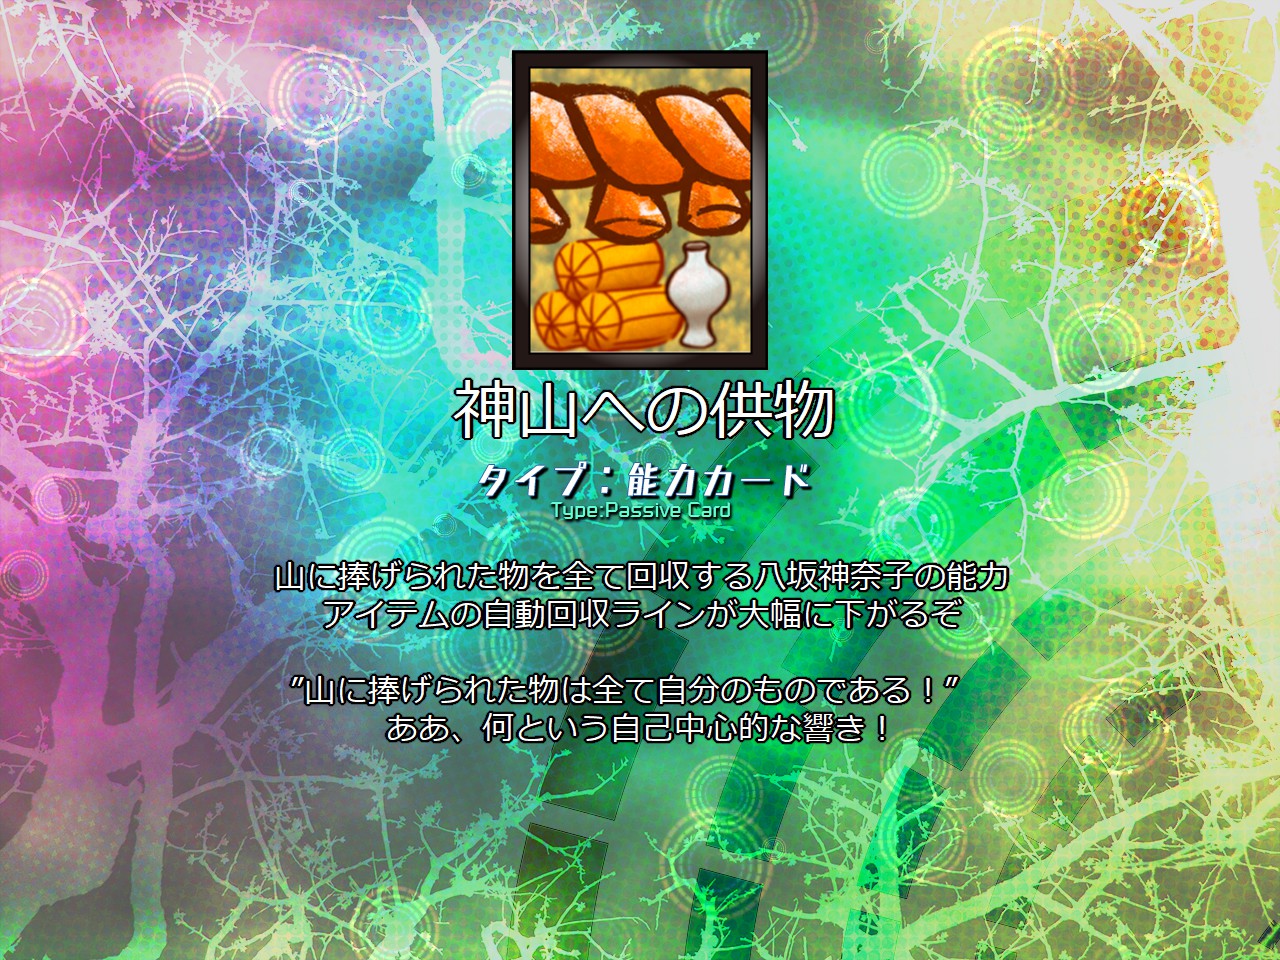 神山への供物
タイプ：能力カード
Type:Passive Card
山に捧げられた物を全て回収する八坂神奈子の能力
アイテムの自動回収ラインが大幅に下がるぞ
”山に捧げられた物は全て自分のものである！”
ああ、何という自己中心的な響き！